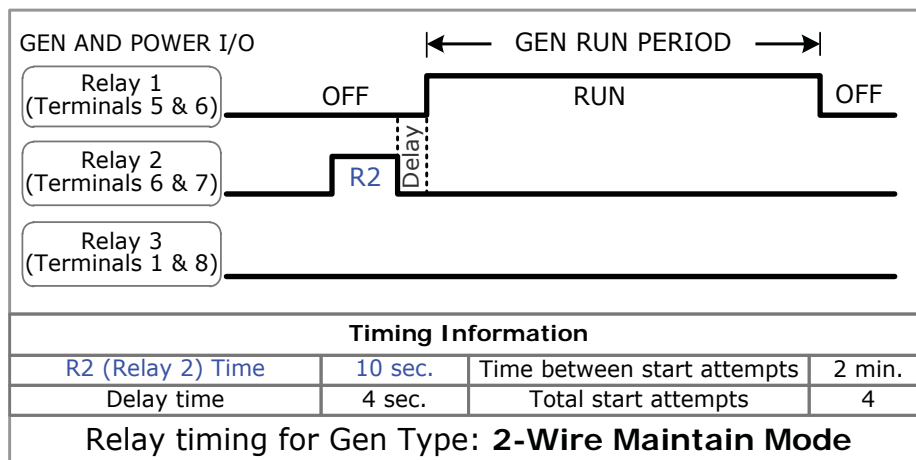 GEN AND POWER I/O
GEN RUN PERIOD
Relay 1
(Terminals 5 & 6)
OFF
RUN
OFF
Delay
Relay 2
(Terminals 6 & 7)
R2
Relay 3
(Terminals 1 & 8)
Timing Information
R2 (Relay 2) Time 10 sec. Time between start attempts 2 min.
Delay time 4 sec. Total start attempts 4
Relay timing for Gen Type: 2-Wire Maintain Mode